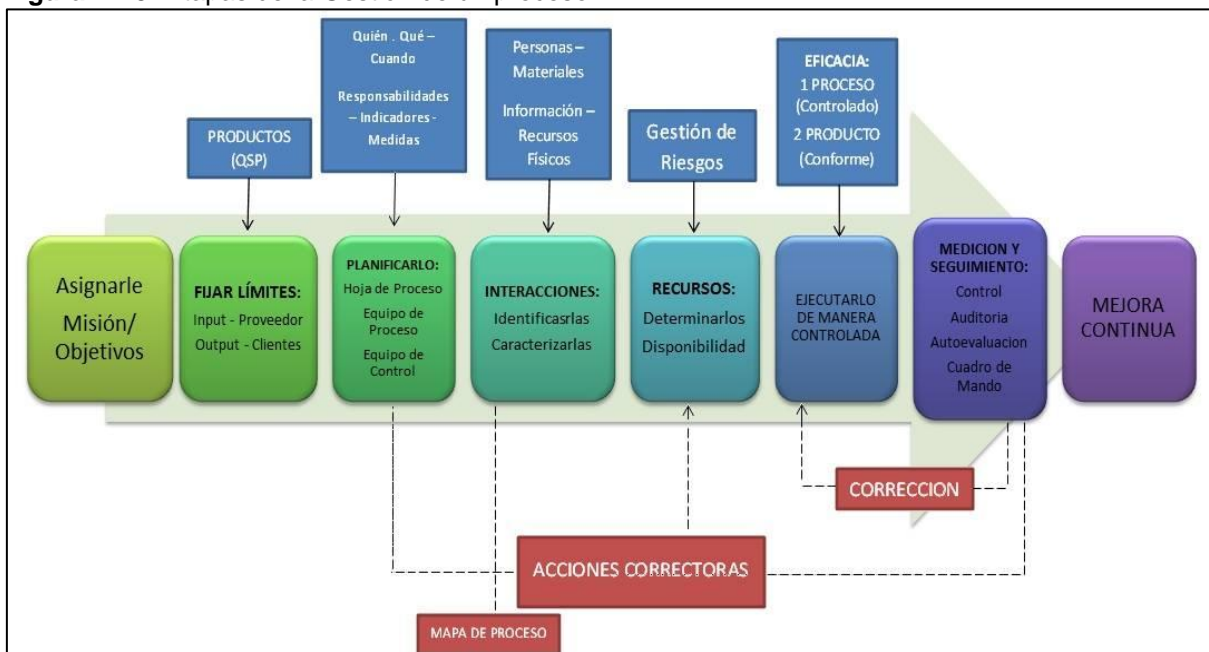 Quién . Qué –
Cuando
Responsabilidades
– Indicadores -
Medidas
Personas –
Materiales
Información –
Recursos
Físicos
EFICACIA:
1 PROCESO
(Controlado)
2 PRODUCTO
(Conforme)
PRODUCTOS
(QSP)
Gestión de
Riesgos
Asignarle
Misión/
Objetivos
FIJAR LÍMITES:
Input - Proveedor
Output - Clientes
PLANIFICARLO:
Hoja de Proceso
Equipo de
Proceso
Equipo de
Control
INTERACCIONES:
Identificasrlas
Caracterizarlas
RECURSOS:
Determinarlos
Disponibilidad
EJECUTARLO
DE MANERA
CONTROLADA
MEDICION Y
SEGUIMIENTO:
Control
Auditoria
Autoevaluacion
Cuadro de
Mando
MEJORA
CONTINUA
CORRECCION
ACCIONES CORRECTORAS
MAPA DE PROCESO